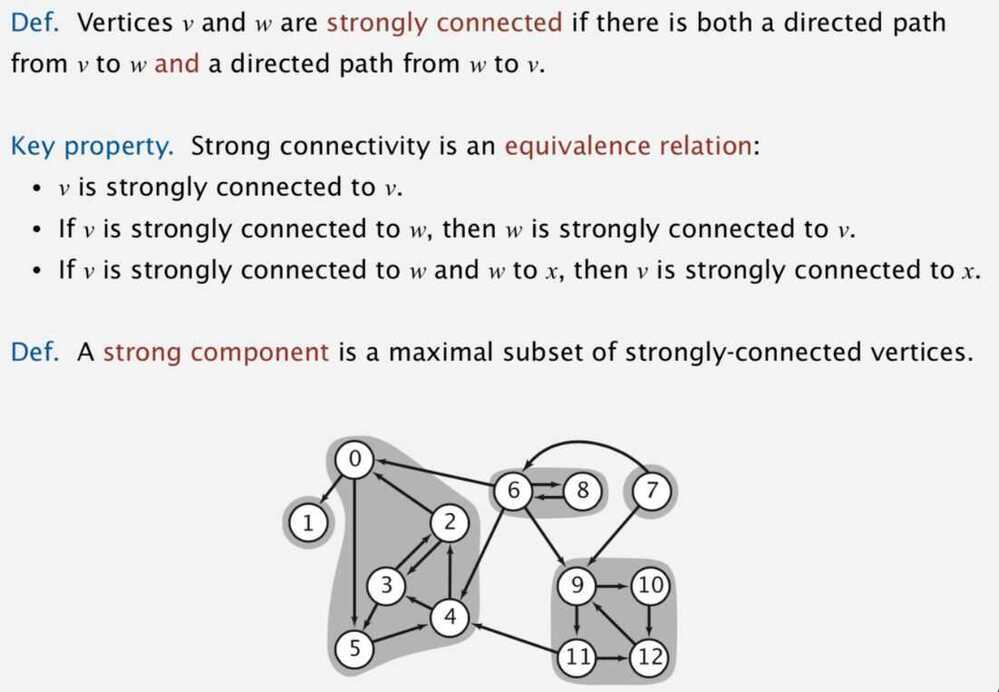 Def. Vertices v and w are strongly connected if there is both a directed path
from v to w and a directed path from w to v.
Key property. Strong connectivity is an equivalence relation:
• v is strongly connected to v.
• If v is strongly connected to w, then w is strongly connected to v.
• If v is strongly connected to w and w to x, then v is strongly connected to x.
Def. A strong component is a maximal subset of strongly-connected vertices.
0
6 8 7
1 2
3 9 10
4
5 11 12